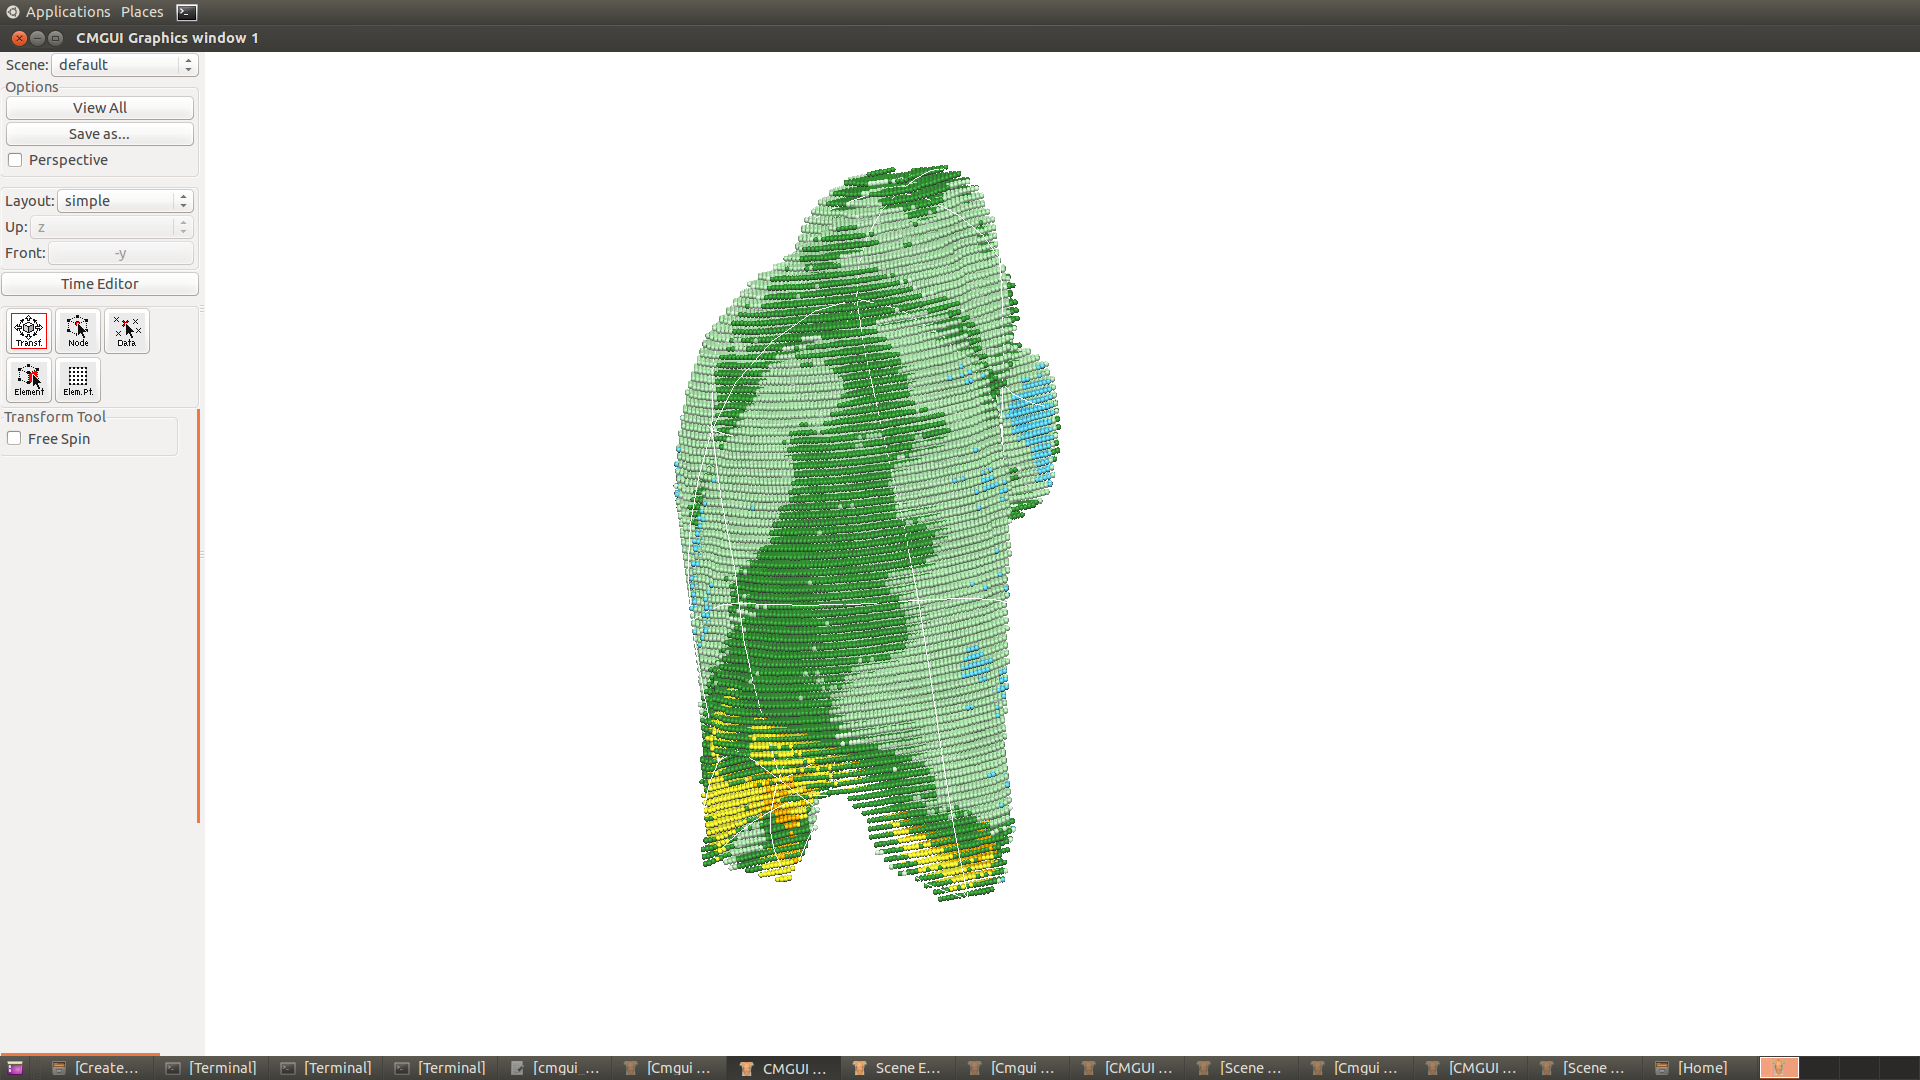 Applications Places
CMGUI Graphics window 1
Scene: default
Options
View All
Save as...
Perspective
Layout: simple
Up: z
Front: -y
Time Editor
Transf. Node Data
Element Elem.Pt.
Transform Tool
Free Spin
[Create... [Terminal] [Terminal] [Terminal] [cmgui_... [Cmgui ... CMGUI ... Scene E... [Cmgui ... [CMGUI ... [Scene ... [Cmgui ... [CMGUI ... [Scene ... [Home]